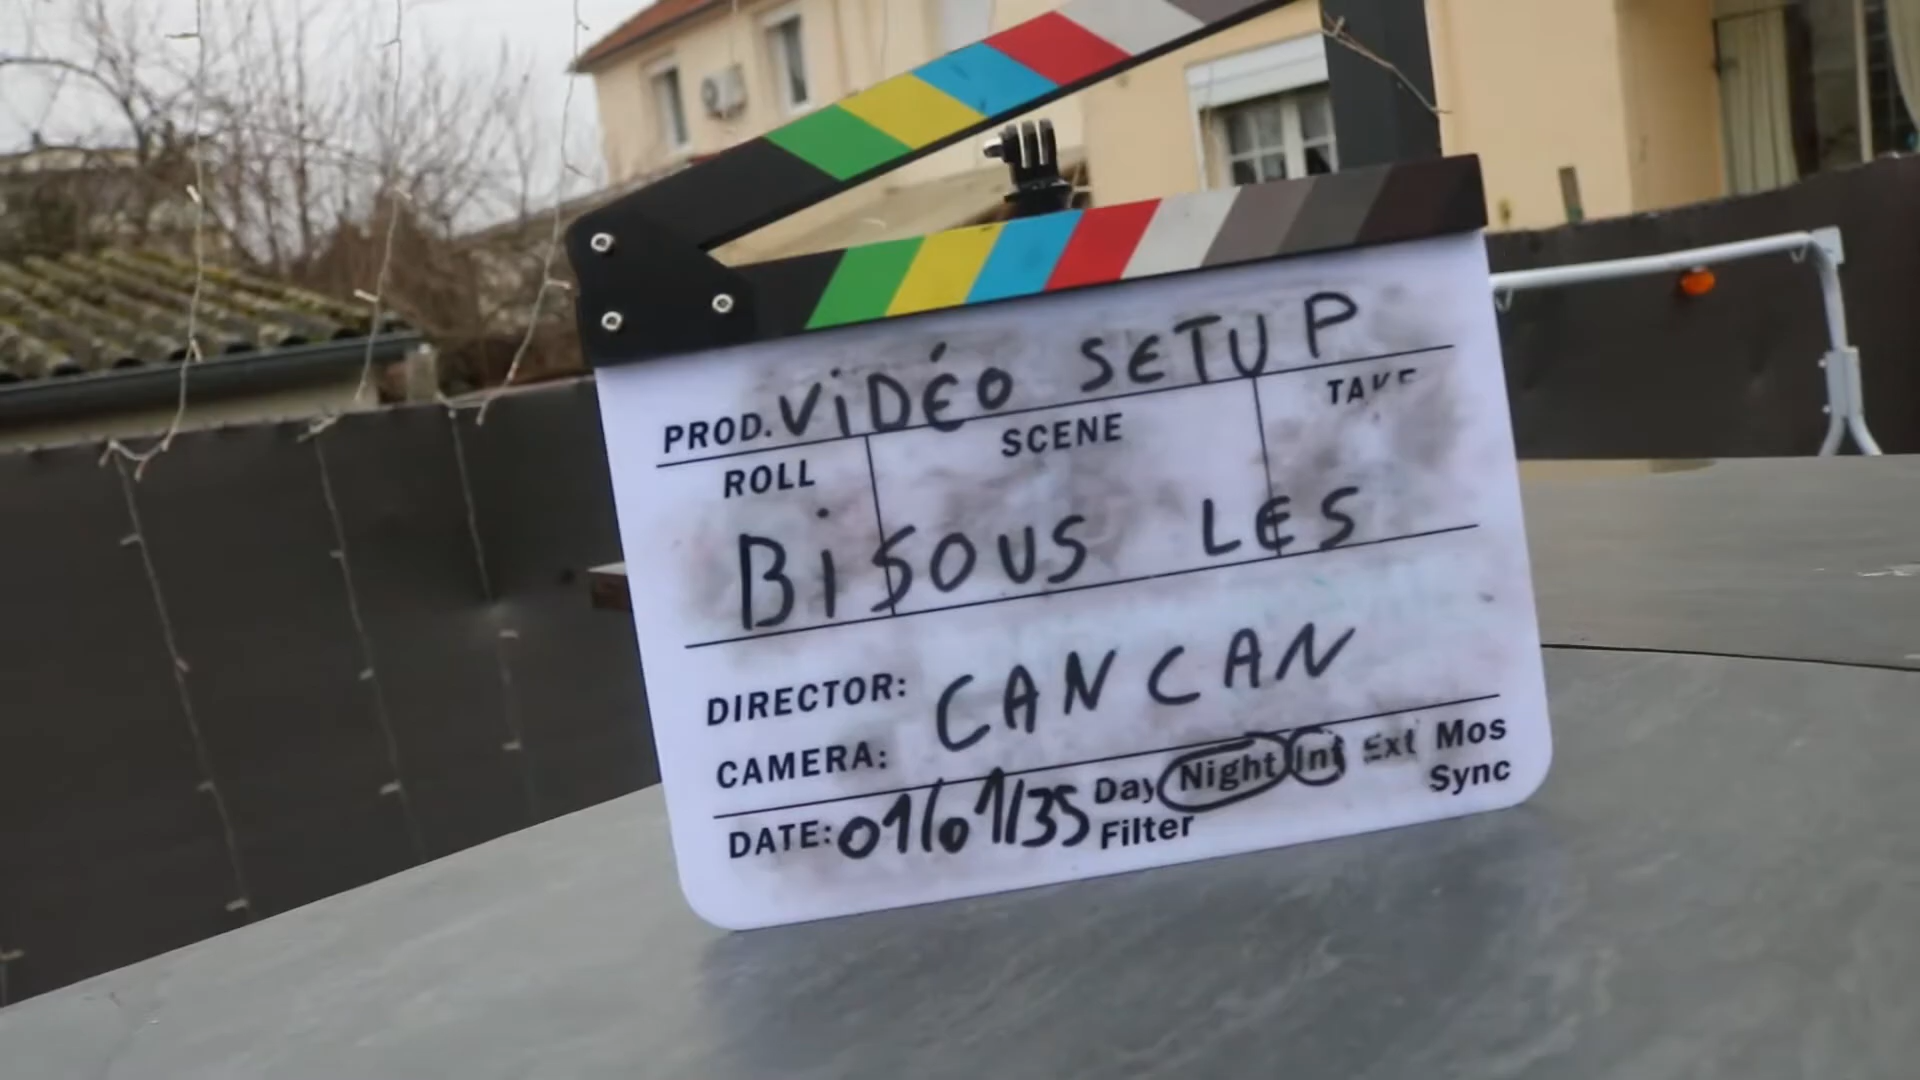 PROD. ViDÉO SETUP
ROLL SCENE TAKE
BiSOUS LES
DIRECTOR: CANCAN
CAMERA:
Day Night Int Ext Mos
DATE: 01/01/35 Filter Sync